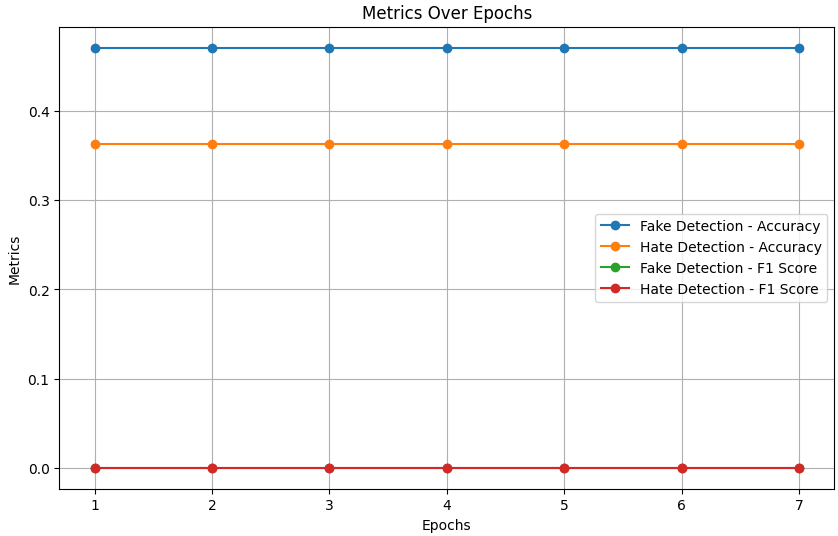 Metrics Over Epochs
0.4
0.3
0.2
0.1
0.0
Metrics
Fake Detection - Accuracy
Hate Detection - Accuracy
Fake Detection - F1 Score
Hate Detection - F1 Score
1 2 3 4 5 6 7
Epochs